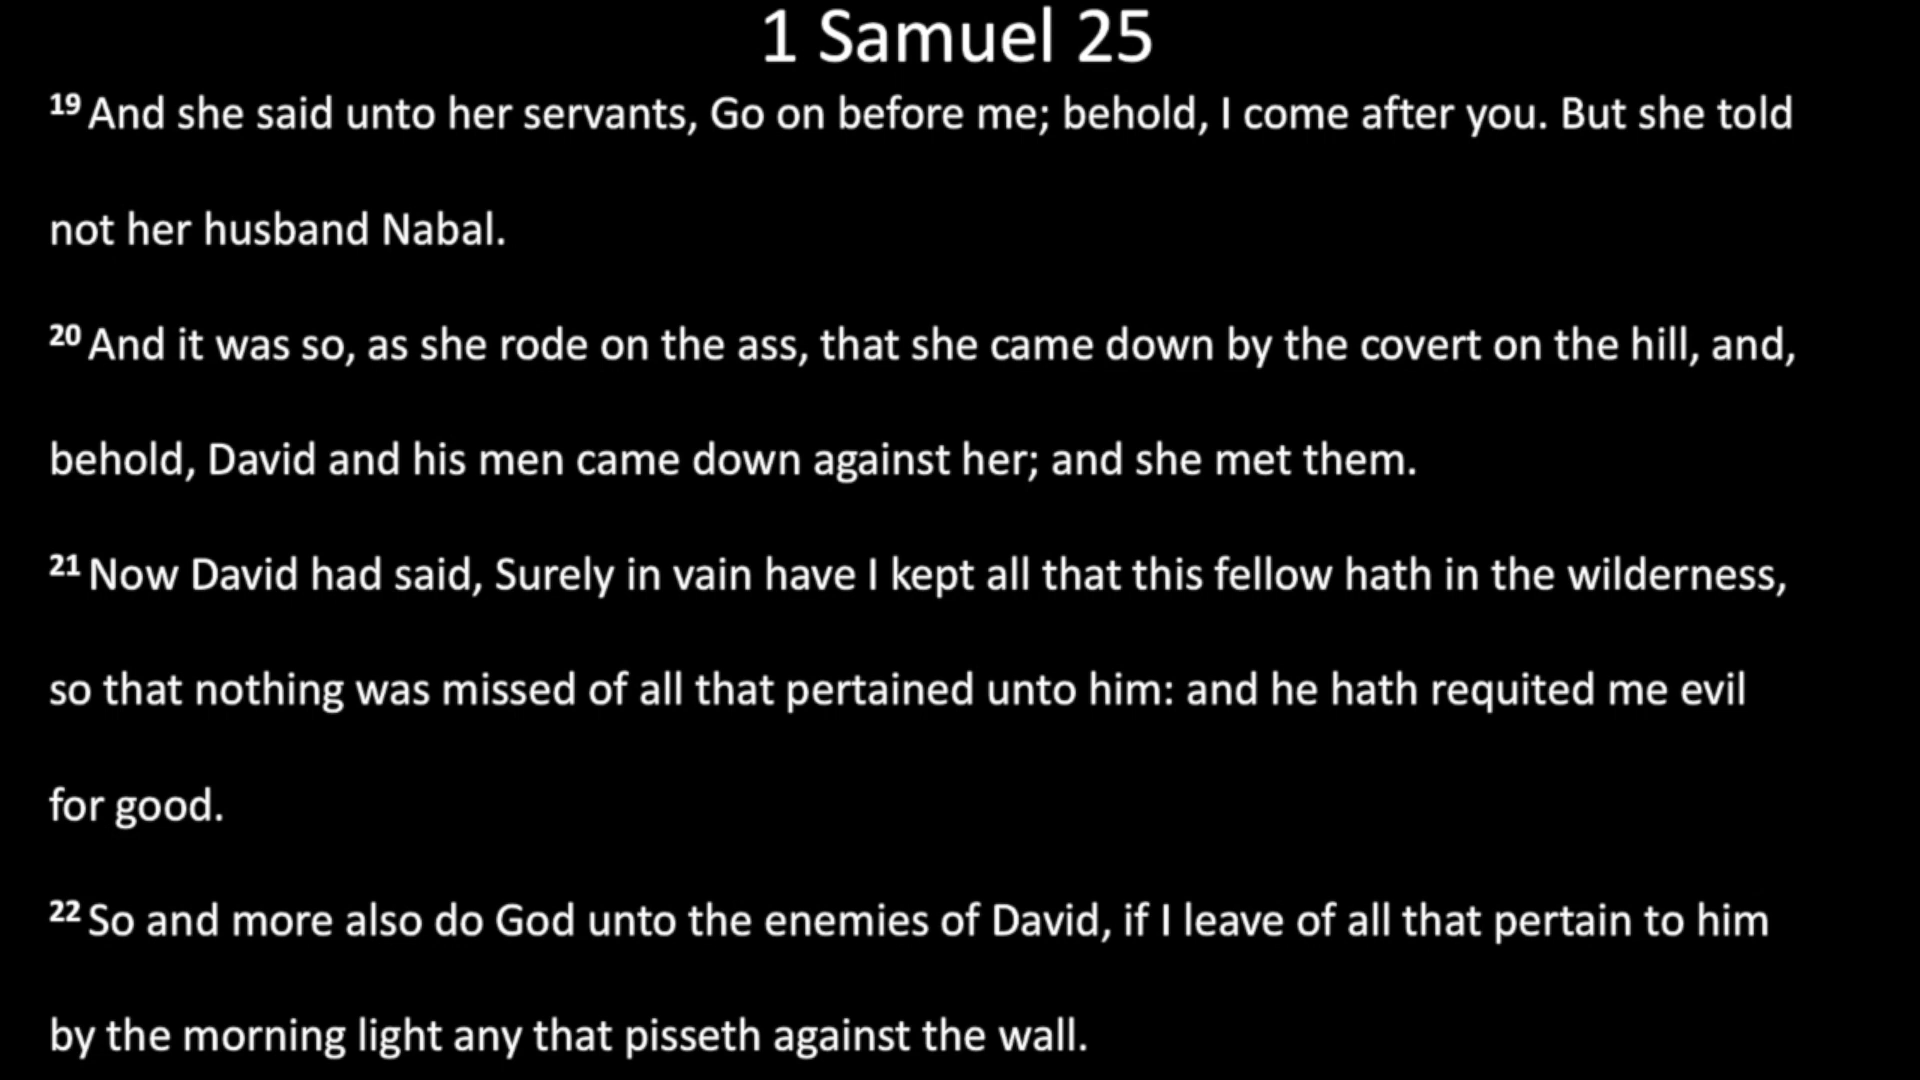 1 Samuel 25
19 And she said unto her servants, Go on before me; behold, I come after you. But she told
not her husband Nabal.
20 And it was so, as she rode on the ass, that she came down by the covert on the hill, and,
behold, David and his men came down against her; and she met them.
21 Now David had said, Surely in vain have I kept all that this fellow hath in the wilderness,
so that nothing was missed of all that pertained unto him: and he hath requited me evil
for good.
22 So and more also do God unto the enemies of David, if I leave of all that pertain to him
by the morning light any that pisseth against the wall.